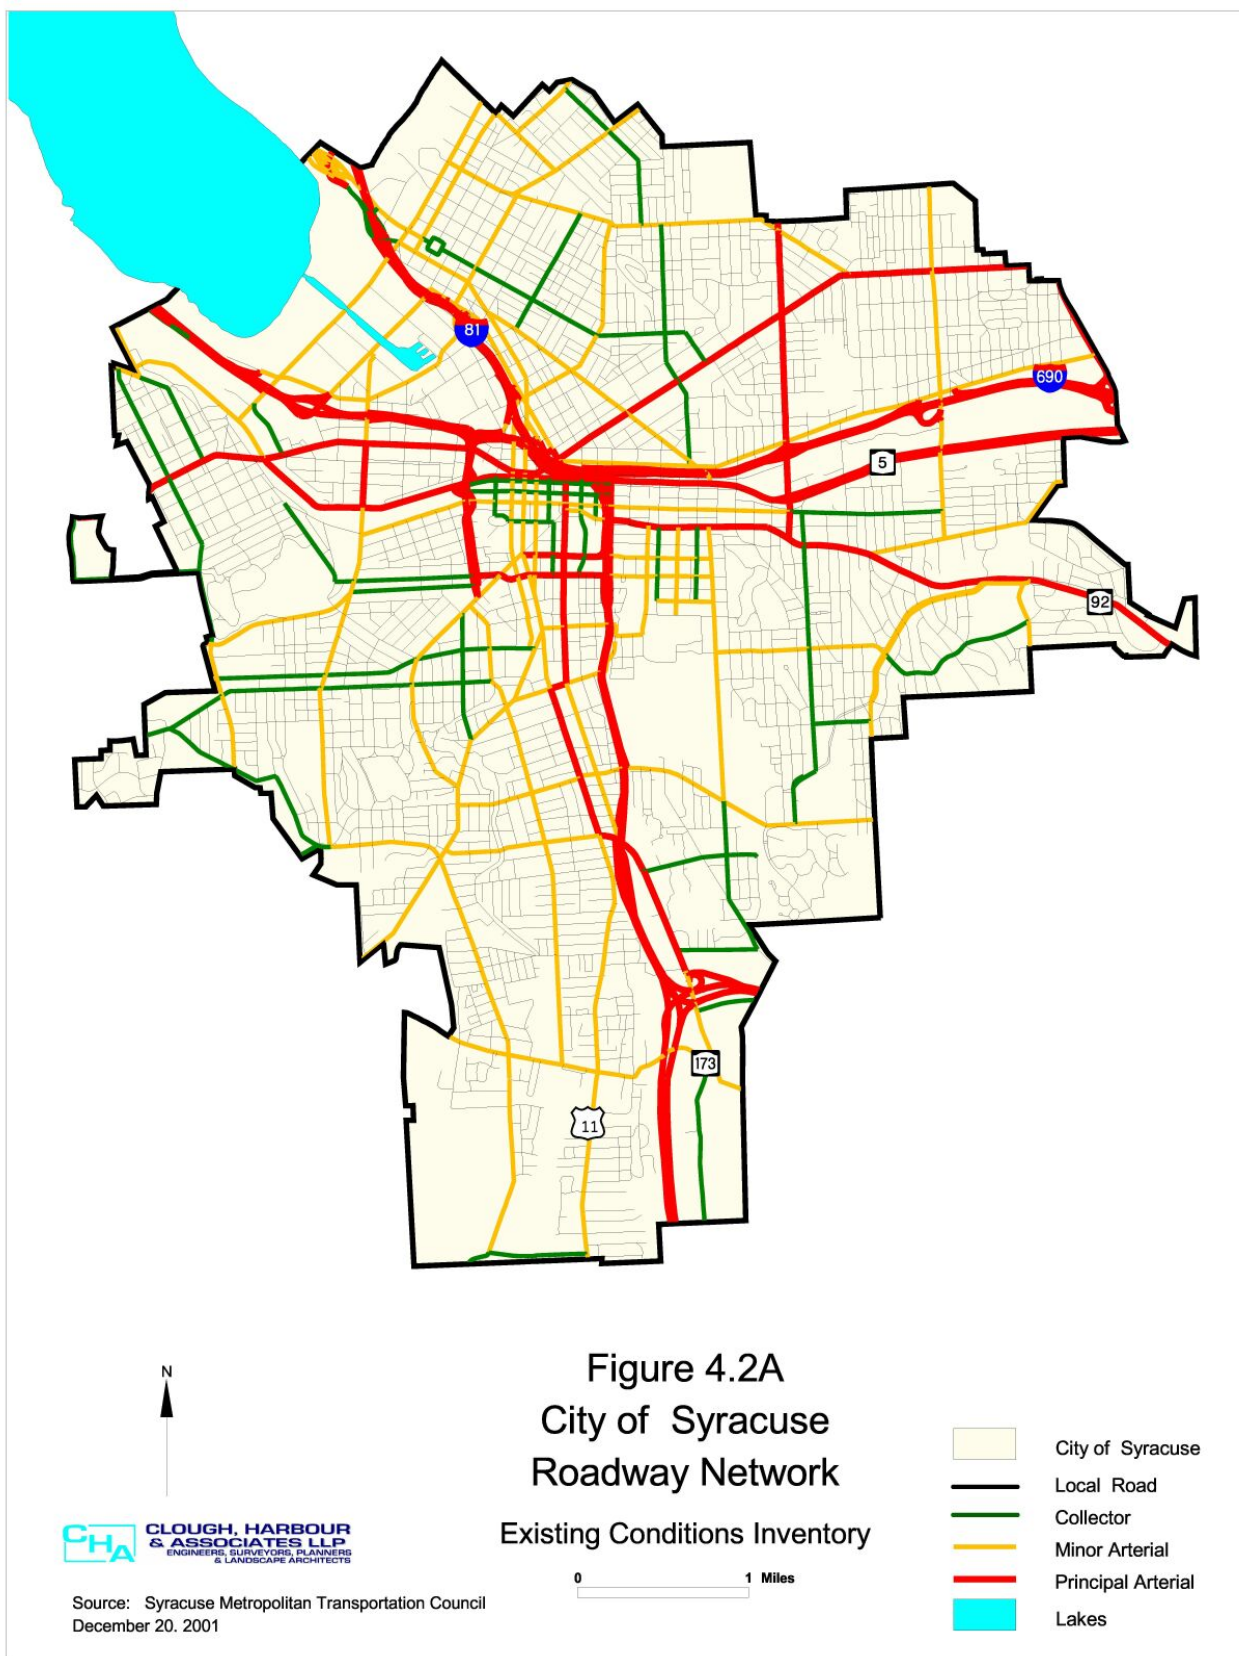 81
690
5
92
173
11
N
Figure 4.2A
City of Syracuse
Roadway Network
Existing Conditions Inventory
0 1 Miles
CHA
CLOUGH, HARBOUR
& ASSOCIATES LLP
ENGINEERS, SURVEYORS, PLANNERS
& LANDSCAPE ARCHITECTS
Source: Syracuse Metropolitan Transportation Council
December 20. 2001
City of Syracuse
Local Road
Collector
Minor Arterial
Principal Arterial
Lakes